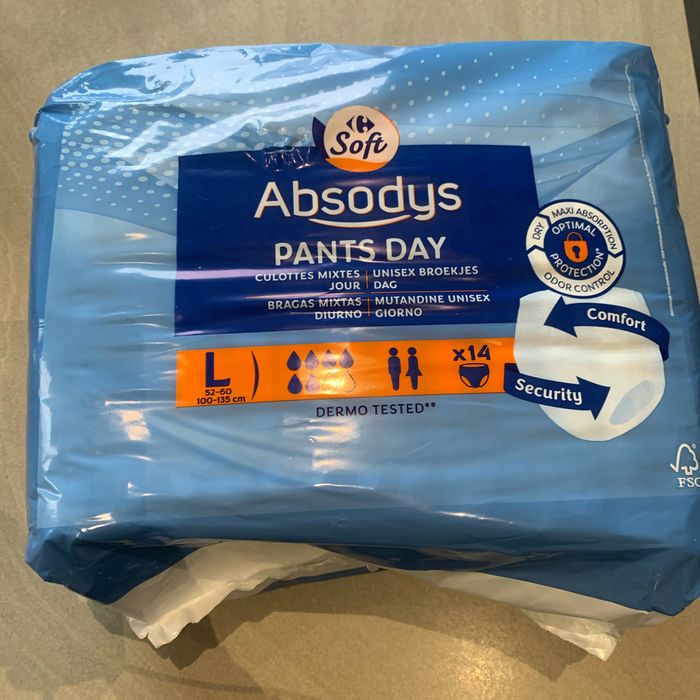 Soft
Absodys
PANTS DAY
CULOTTES MIXTES JOUR
UNISEX BROEKJES DAG
BRAGAS MIXTAS DIURNO
MUTANDINE UNISEX GIORNO
DRY
MAXI ABSORPTION
ODOR CONTROL
OPTIMAL
PROTECTION*
Comfort
Security
L
52-60
100-135 cm
x14
DERMO TESTED**
FSC